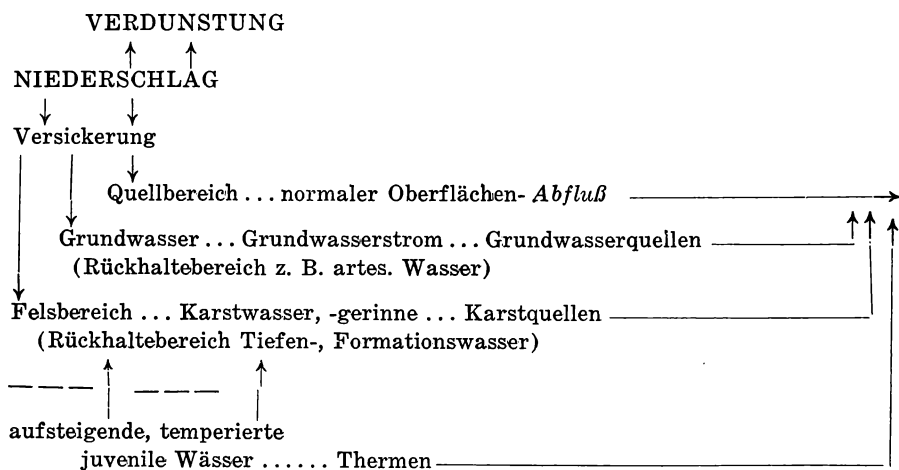 VERDUNSTUNG
NIEDERSCHLAG
Versickerung
Quellbereich ... normaler Oberflächen- Abfluß
Grundwasser ... Grundwasserstrom ... Grundwasserquellen
(Rückhaltebereich z. B. artes. Wasser)
Felsbereich ... Karstwasser, -gerinne ... Karstquellen
(Rückhaltebereich Tiefen-, Formationswasser)
aufsteigende, temperierte
juvenile Wässer ...... Thermen